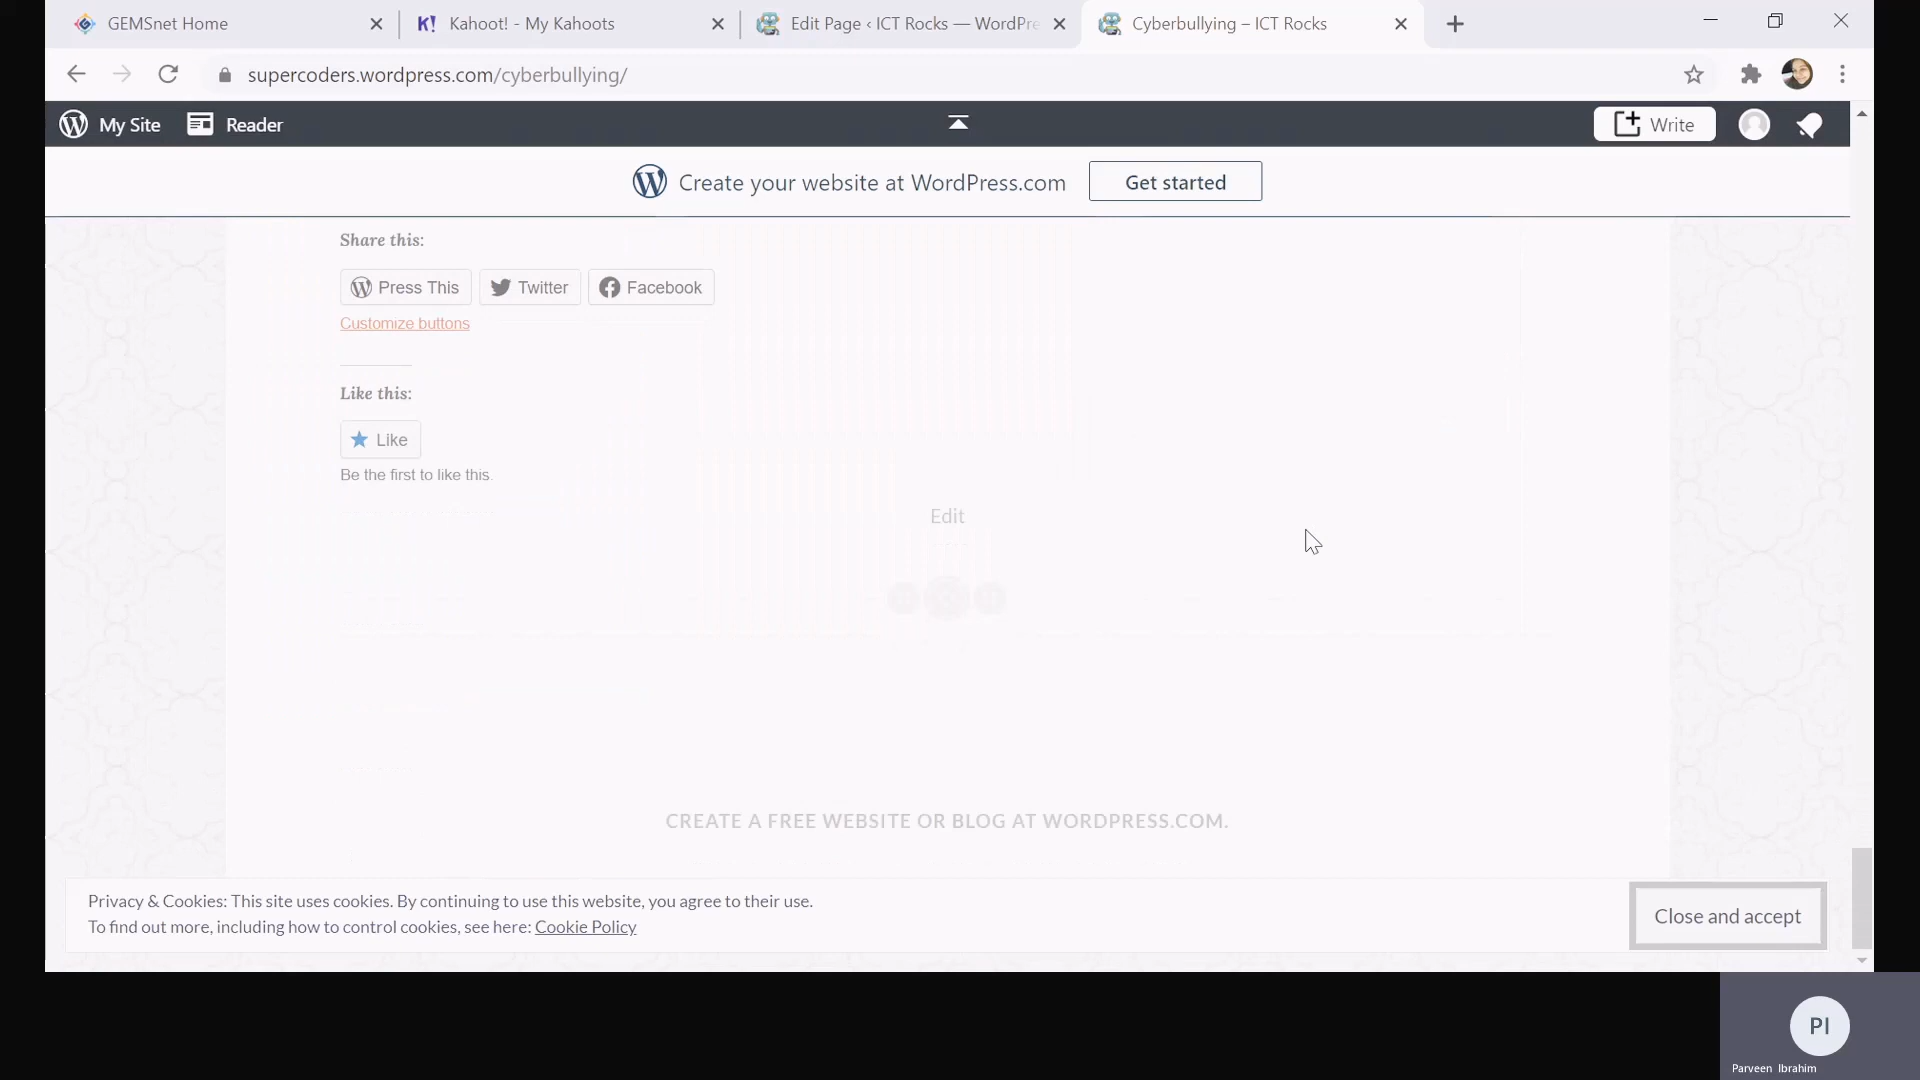 GEMSnet Home
Kahoot! - My Kahoots
Edit Page ‹ ICT Rocks — WordPre
Cyberbullying – ICT Rocks
supercoders.wordpress.com/cyberbullying/
My Site
Reader
Write
Create your website at WordPress.com
Get started
Share this:
Press This
Twitter
Facebook
Customize buttons
Like this:
Like
Be the first to like this.
Edit
CREATE A FREE WEBSITE OR BLOG AT WORDPRESS.COM.
Privacy & Cookies: This site uses cookies. By continuing to use this website, you agree to their use.
To find out more, including how to control cookies, see here: Cookie Policy
Close and accept
PI
Parveen Ibrahim